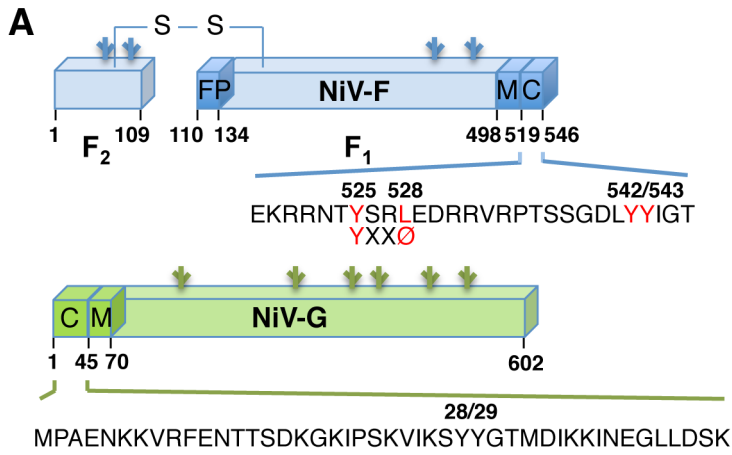 A
S S
FP NiV-F M C
1 109 110 134 498 519 546
F2 F1
525 528 542/543
EKRRNTYSRLEDRRVRPTSSGDLYYIGT
YXXØ
C M NiV-G
1 45 70 602
28/29
MPAENKKVRFENTTSDKGKIPSKVIKSYYGTMDIKKINEGLLDSK